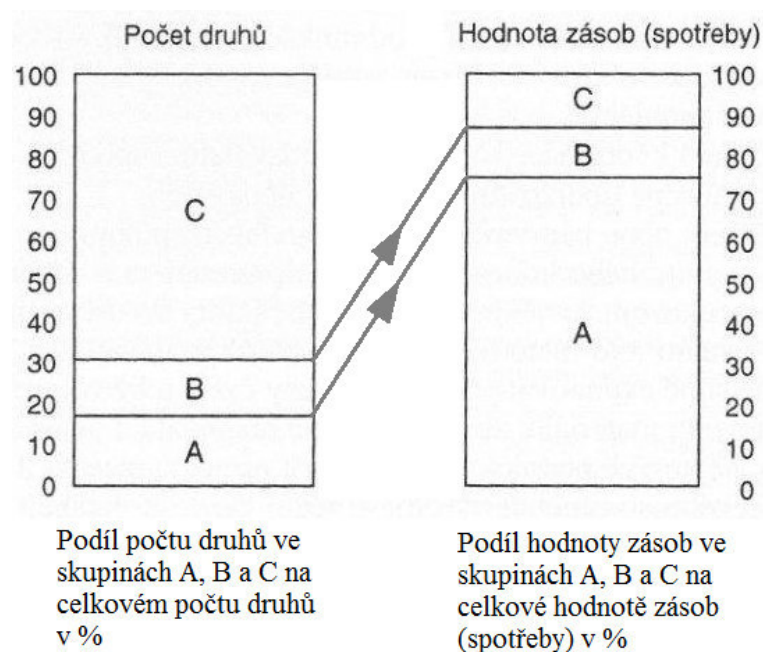 Počet druhů
Hodnota zásob (spotřeby)
100
90
80
70
60
50
40
30
20
10
0
C
B
A
C
B
A
100
90
80
70
60
50
40
30
20
10
0
Podíl počtu druhů ve
skupinách A, B a C na
celkovém počtu druhů
v %
Podíl hodnoty zásob ve
skupinách A, B a C na
celkové hodnotě zásob
(spotřeby) v %